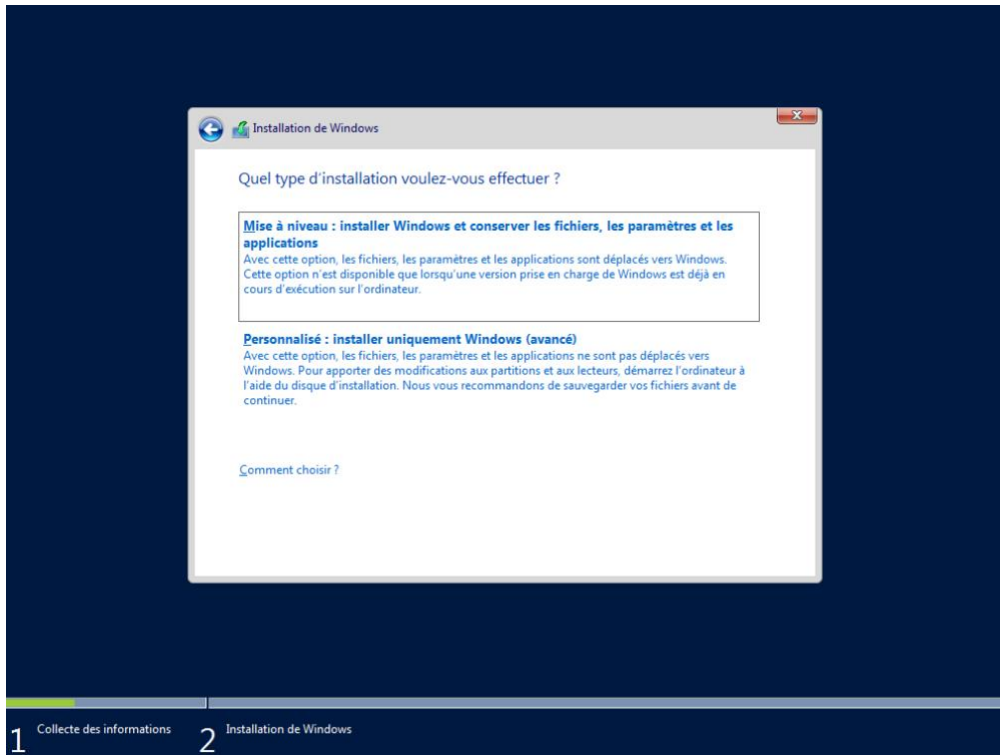 Installation de Windows
Quel type d'installation voulez-vous effectuer ?
Mise à niveau : installer Windows et conserver les fichiers, les paramètres et les
applications
Avec cette option, les fichiers, les paramètres et les applications sont déplacés vers Windows.
Cette option n'est disponible que lorsqu'une version prise en charge de Windows est déjà en
cours d'exécution sur l'ordinateur.
Personnalisé : installer uniquement Windows (avancé)
Avec cette option, les fichiers, les paramètres et les applications ne sont pas déplacés vers
Windows. Pour apporter des modifications aux partitions et aux lecteurs, démarrez l'ordinateur à
l'aide du disque d'installation. Nous vous recommandons de sauvegarder vos fichiers avant de
continuer.
Comment choisir ?
1 Collecte des informations 2 Installation de Windows